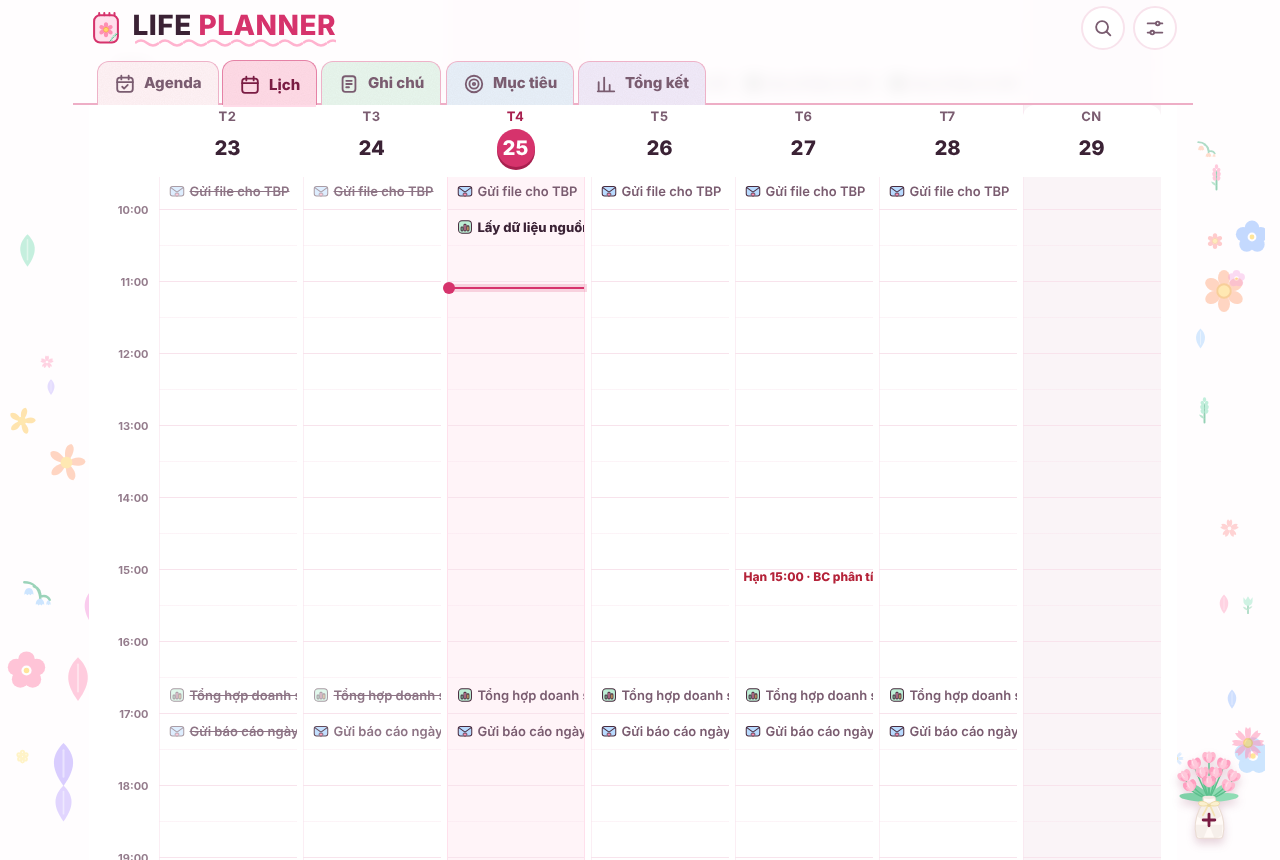 LIFE PLANNER
Agenda
Lịch
Ghi chú
Mục tiêu
Tổng kết
T2 T3 T4 T5 T6 T7 CN
23 24 25 26 27 28 29
Gửi file cho TBP Gửi file cho TBP Gửi file cho TBP Gửi file cho TBP Gửi file cho TBP Gửi file cho TBP
10:00
Lấy dữ liệu nguồn
11:00
12:00
13:00
14:00
15:00
Hạn 15:00 · BC phân tí
16:00
Tổng hợp doanh s Tổng hợp doanh s Tổng hợp doanh s Tổng hợp doanh s Tổng hợp doanh s Tổng hợp doanh s
17:00
Gửi báo cáo ngày Gửi báo cáo ngày Gửi báo cáo ngày Gửi báo cáo ngày Gửi báo cáo ngày Gửi báo cáo ngày
18:00
19:00